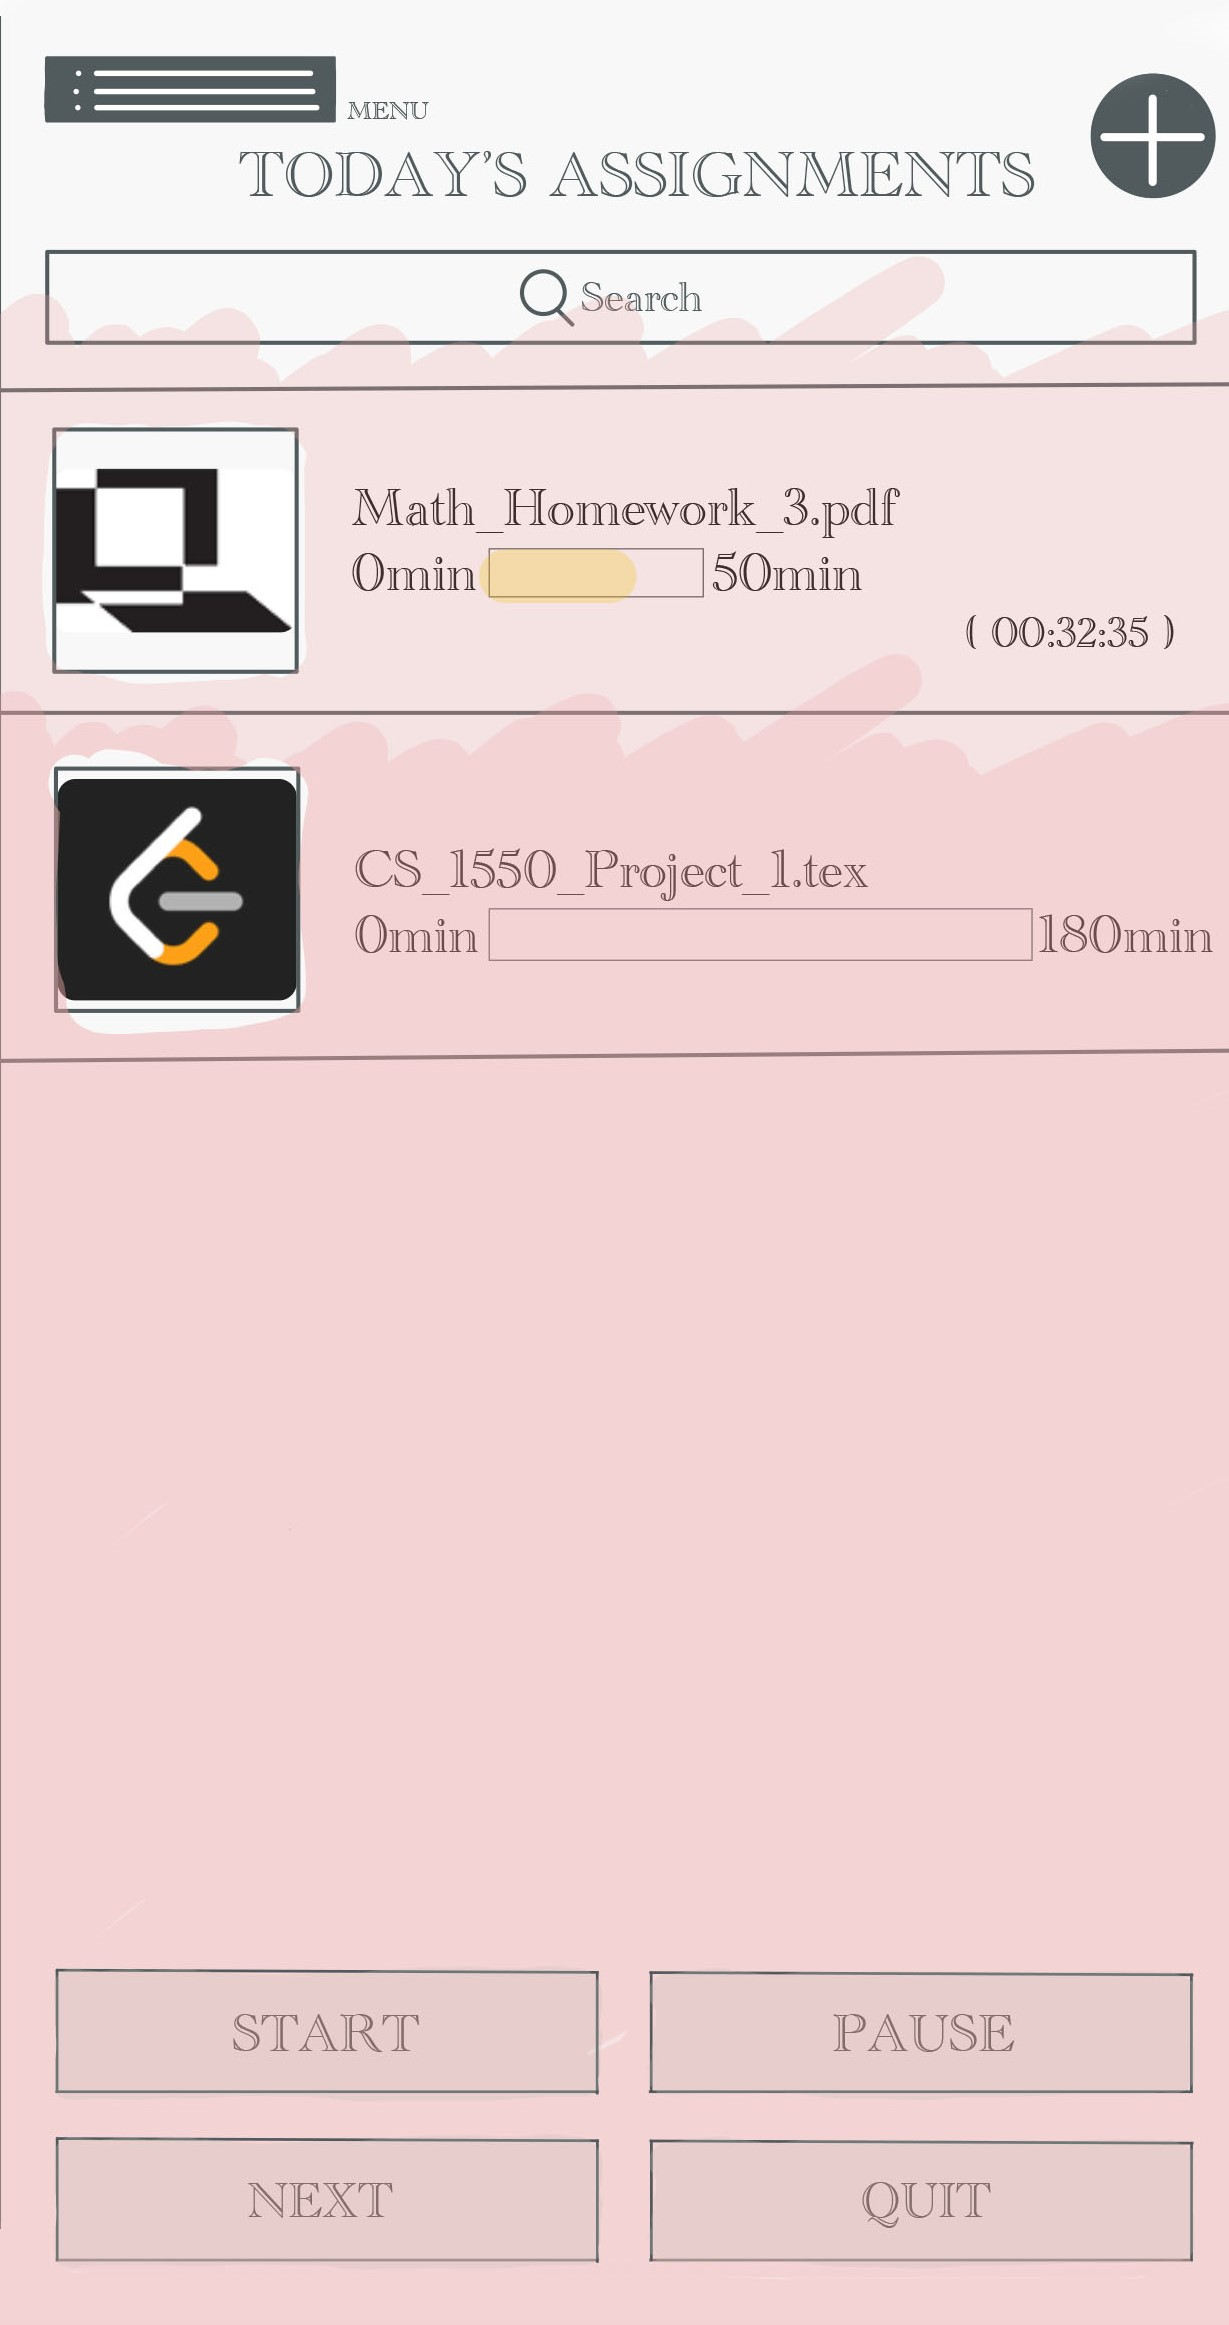 MENU
TODAY'S ASSIGNMENTS
Search
Math_Homework_3.pdf
0min 50min
( 00:32:35 )
CS_1550_Project_1.tex
0min 180min
START PAUSE
NEXT QUIT